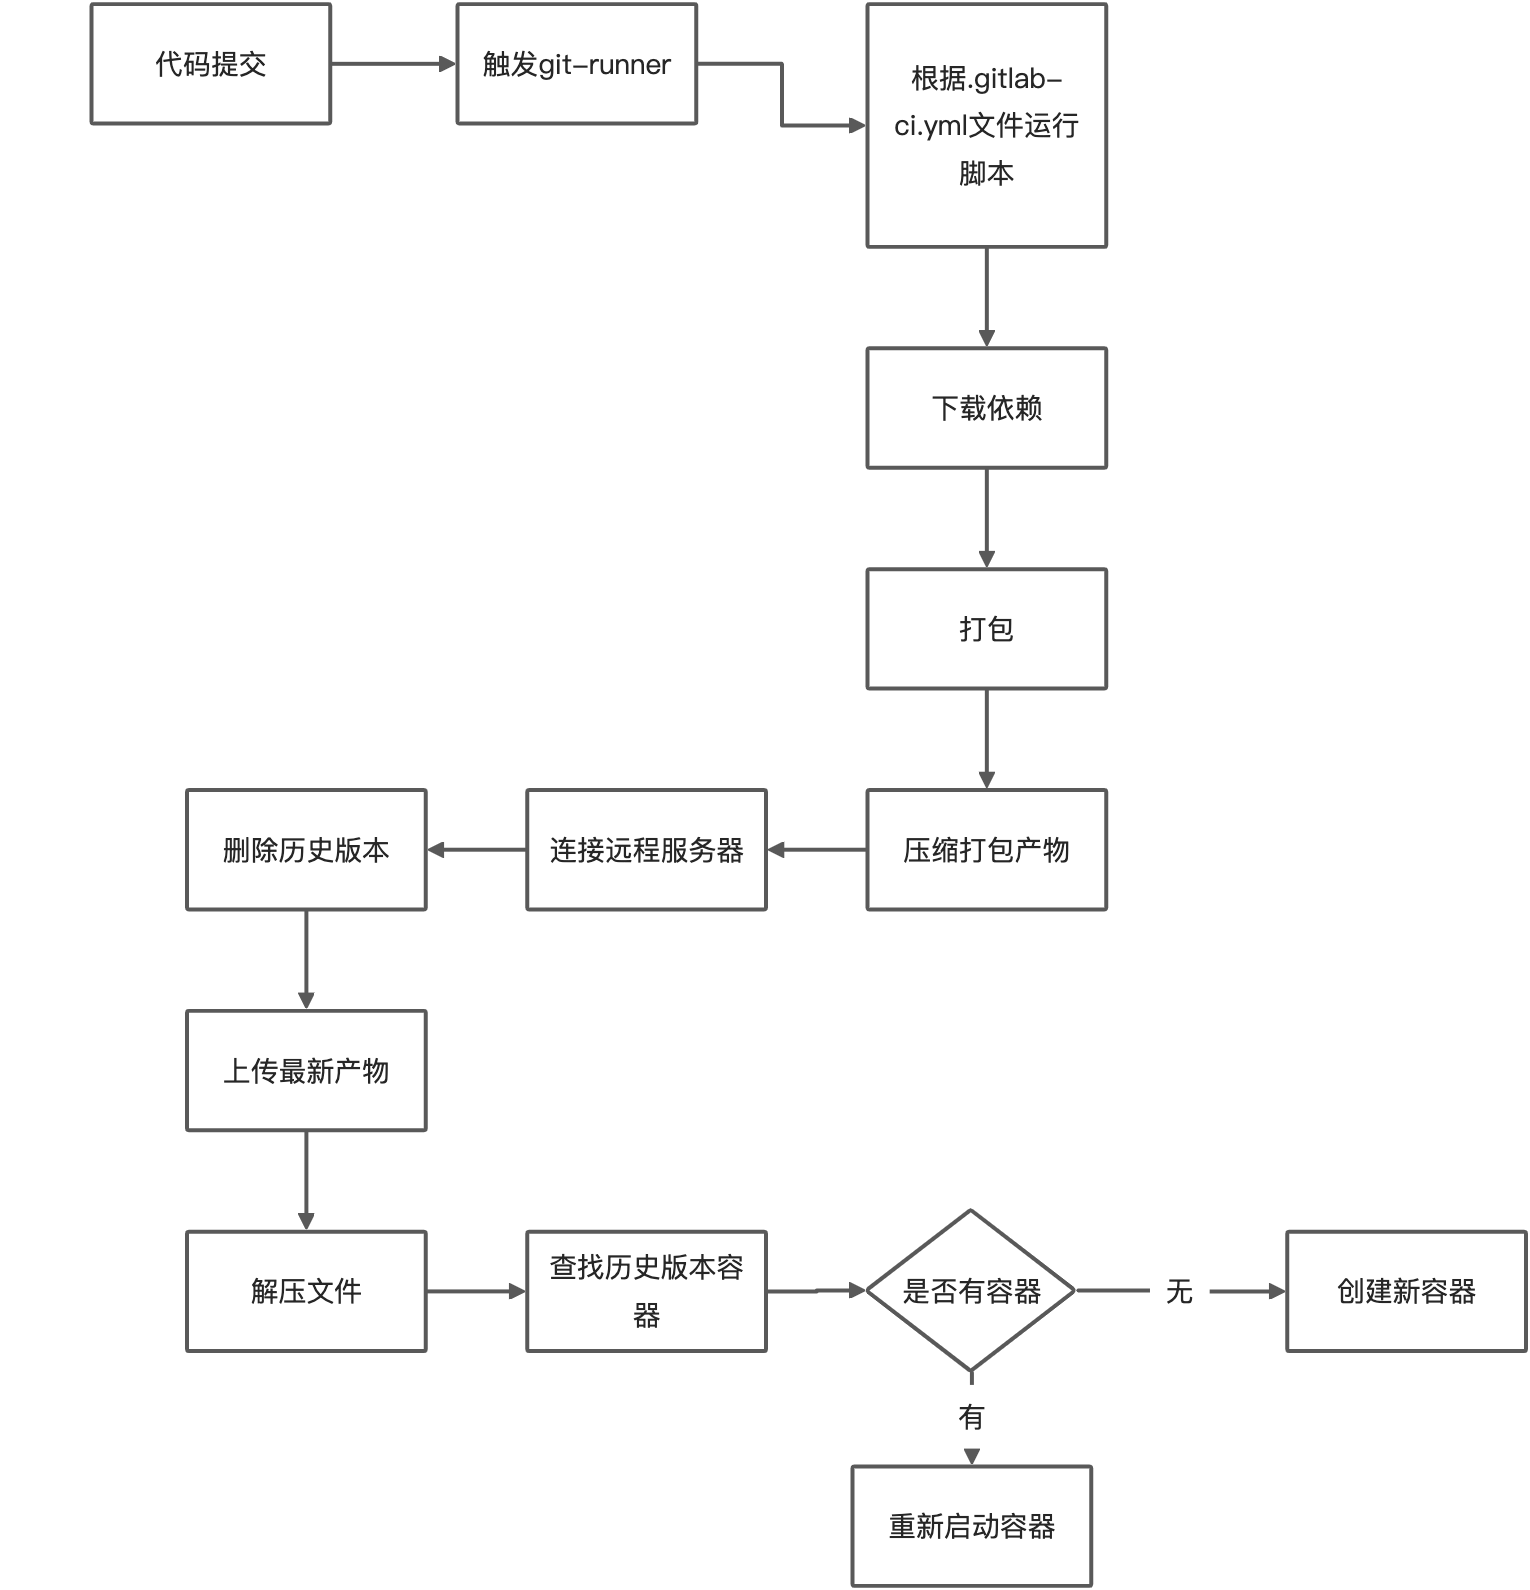 代码提交
触发git-runner
根据.gitlab-
ci.yml文件运行
脚本
下载依赖
打包
压缩打包产物
连接远程服务器
删除历史版本
上传最新产物
解压文件
查找历史版本容
器
是否有容器
无
创建新容器
有
重新启动容器